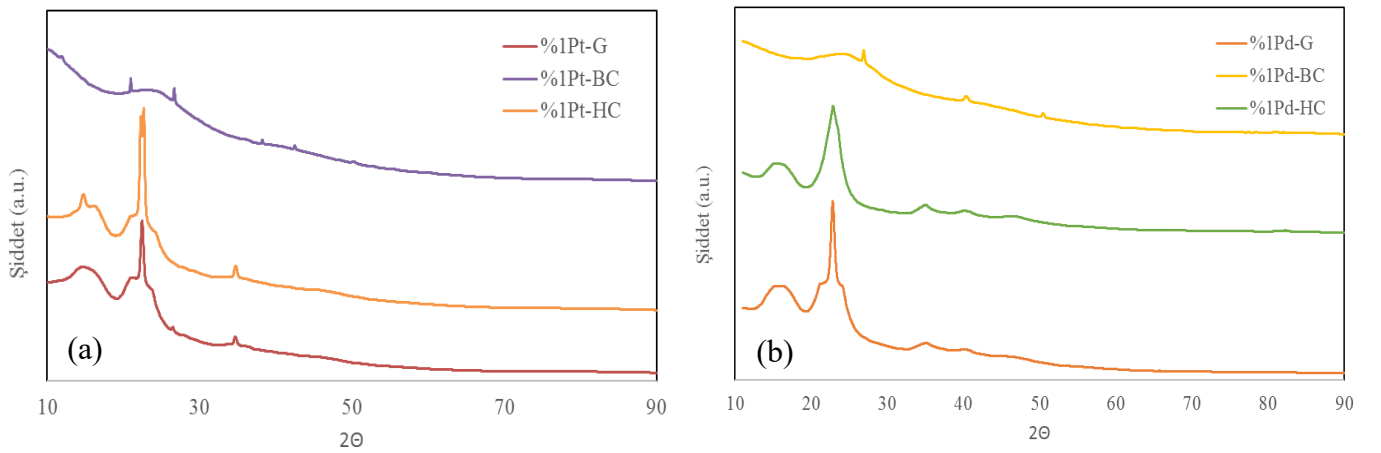 %1Pt-G
%1Pt-BC
%1Pt-HC
Şiddet (a.u.)
(a)
10 30 50 70 90
2Θ
%1Pd-G
%1Pd-BC
%1Pd-HC
Şiddet (a.u.)
(b)
10 20 30 40 50 60 70 80 90
2Θ